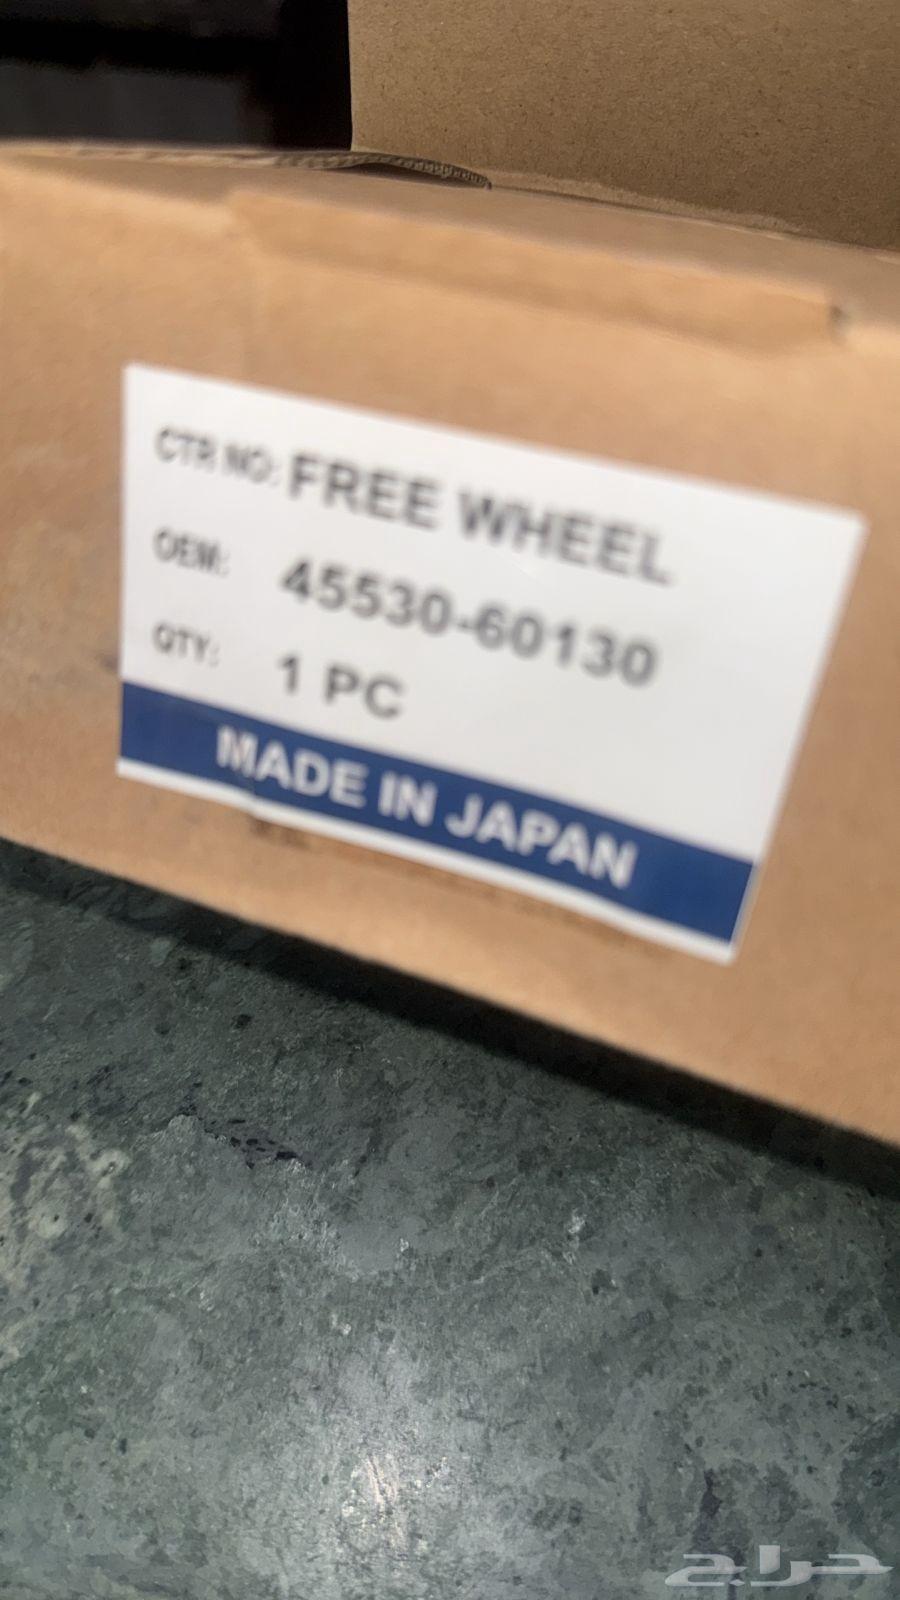 CTR NO: FREE WHEEL
OEM: 45530-60130
QTY: 1 PC
MADE IN JAPAN
حراج